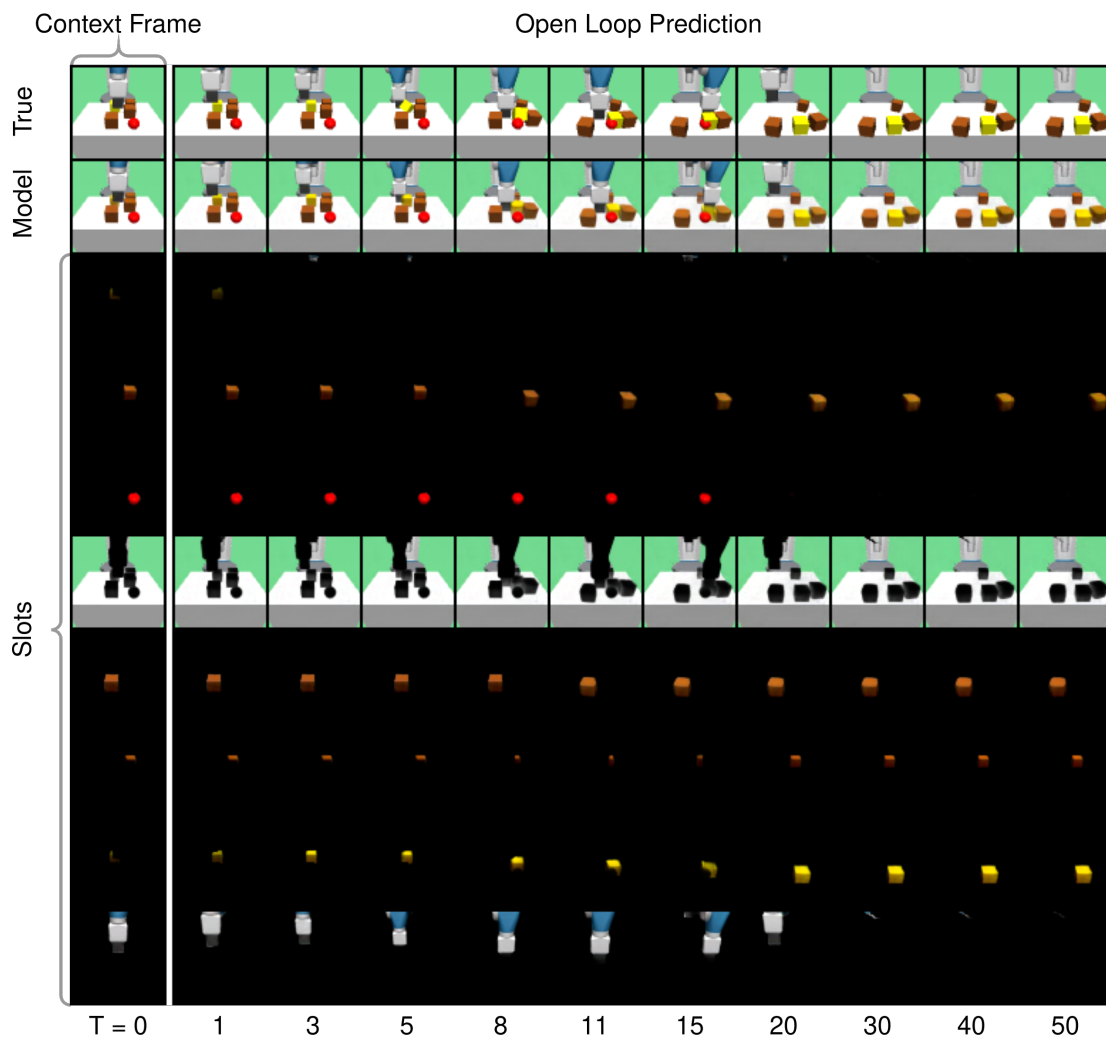 Context Frame
Open Loop Prediction
True
Model
Slots
T = 0 1 3 5 8 11 15 20 30 40 50